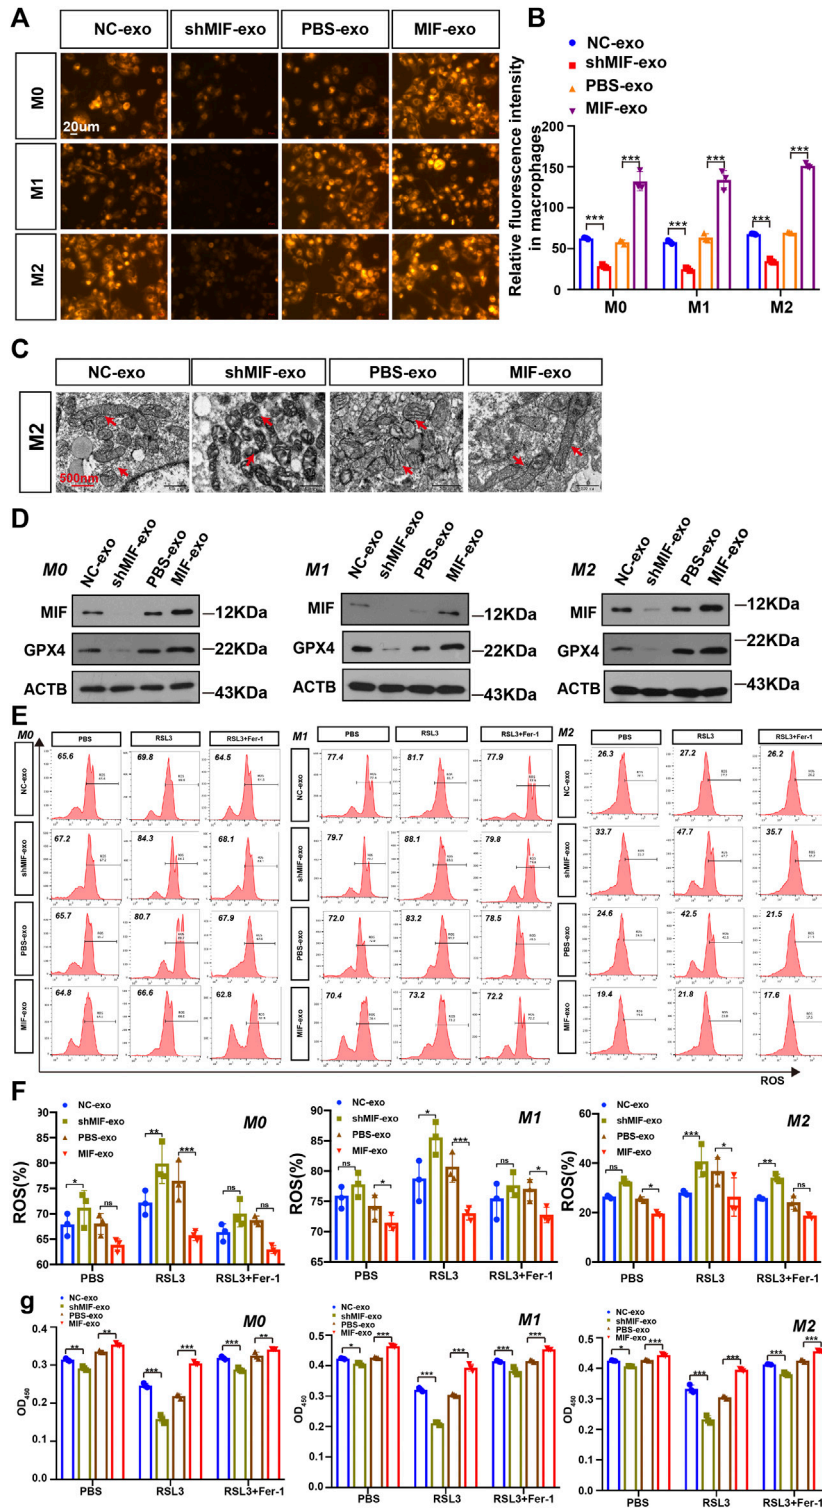 A
NC-exo shMIF-exo PBS-exo MIF-exo
M0
20um
M1
M2
B
NC-exo
shMIF-exo
PBS-exo
MIF-exo
Relative fluorescence intensity
in macrophages
200
150
100
50
0
*** *** *** *** *** ***
M0 M1 M2
C
NC-exo shMIF-exo PBS-exo MIF-exo
M2
500nm
D
M0 NC-exo shMIF-exo PBS-exo MIF-exo
MIF 12KDa
GPX4 22KDa
ACTB 43KDa
M1 NC-exo shMIF-exo PBS-exo MIF-exo
MIF 12KDa
GPX4 22KDa
ACTB 43KDa
M2 NC-exo shMIF-exo PBS-exo MIF-exo
MIF 12KDa
GPX4 22KDa
ACTB 43KDa
E
M0 PBS RSL3 RSL3+Fer-1
NC-exo 65.6 69.8 64.5
shMIF-exo 67.2 84.3 68.1
PBS-exo 65.7 80.7 67.9
MIF-exo 64.8 66.6 62.8
M1 PBS RSL3 RSL3+Fer-1
NC-exo 77.4 81.7 77.9
shMIF-exo 79.7 88.1 79.8
PBS-exo 72.0 83.2 78.5
MIF-exo 70.4 73.2 72.2
M2 PBS RSL3 RSL3+Fer-1
NC-exo 26.3 27.2 26.2
shMIF-exo 33.7 47.7 35.7
PBS-exo 24.6 42.5 21.5
MIF-exo 19.4 21.8 17.6
ROS
F
NC-exo
shMIF-exo
PBS-exo
MIF-exo
M0
ROS(%)
90
85
80
75
70
65
60
* ns ** *** ns ns
PBS RSL3 RSL3+Fer-1
NC-exo
shMIF-exo
PBS-exo
MIF-exo
M1
ROS(%)
90
85
80
75
70
65
ns * * *** ns *
PBS RSL3 RSL3+Fer-1
NC-exo
shMIF-exo
PBS-exo
MIF-exo
M2
ROS(%)
60
40
20
0
ns * *** * ** ns
PBS RSL3 RSL3+Fer-1
g
NC-exo
shMIF-exo
PBS-exo
MIF-exo
M0
OD450
0.4
0.3
0.2
0.1
0.0
** ** *** *** *** **
PBS RSL3 RSL3+Fer-1
NC-exo
shMIF-exo
PBS-exo
MIF-exo
M1
OD450
0.5
0.4
0.3
0.2
0.1
0.0
* *** *** *** *** ***
PBS RSL3 RSL3+Fer-1
NC-exo
shMIF-exo
PBS-exo
MIF-exo
M2
OD450
0.5
0.4
0.3
0.2
0.1
0.0
* *** *** *** *** ***
PBS RSL3 RSL3+Fer-1